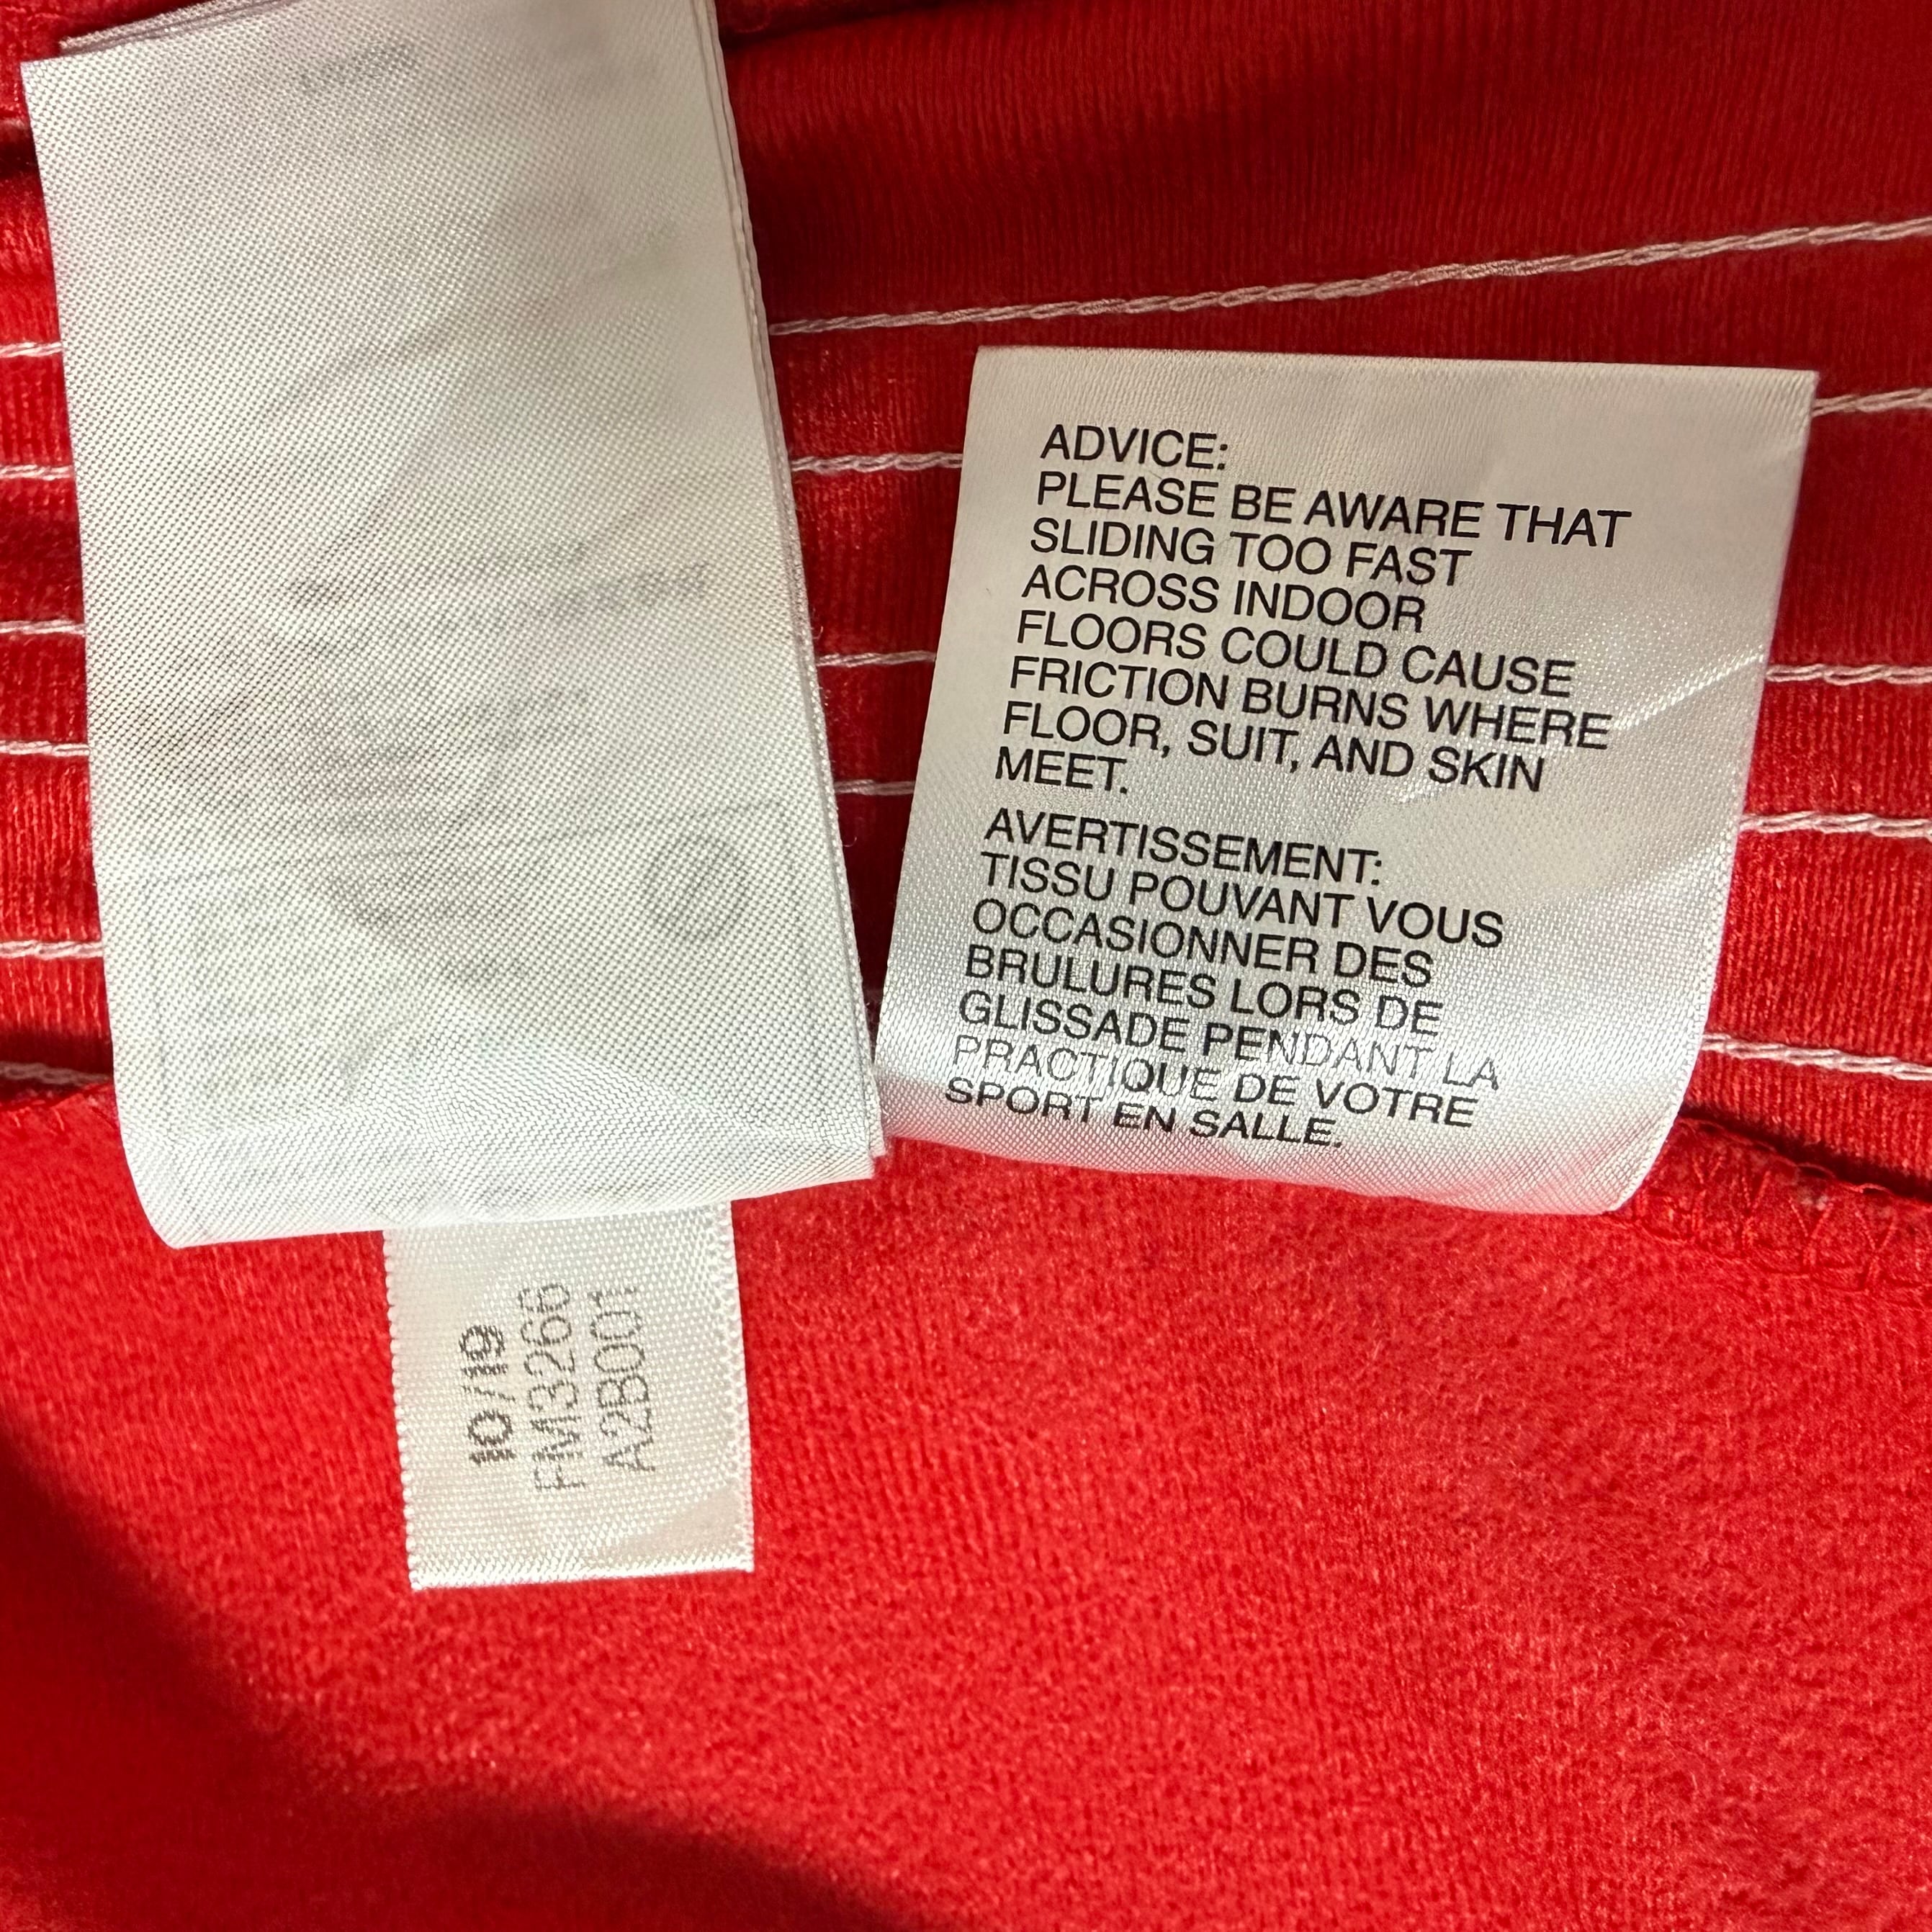 ADVICE:
PLEASE BE AWARE THAT
SLIDING TOO FAST
ACROSS INDOOR
FLOORS COULD CAUSE
FRICTION BURNS WHERE
FLOOR, SUIT, AND SKIN
MEET.
AVERTISSEMENT:
TISSU POUVANT VOUS
OCCASIONNER DES
BRULURES LORS DE
GLISSADE PENDANT LA
PRACTIQUE DE VOTRE
SPORT EN SALLE.
10/19
FM3266
A2B001